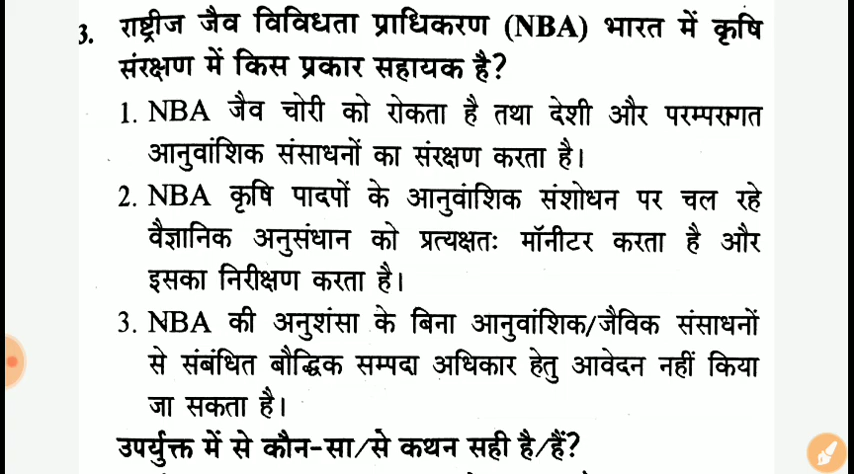 3. राष्ट्रीज जैव विविधता प्राधिकरण (NBA) भारत में कृषि
संरक्षण में किस प्रकार सहायक है?
1. NBA जैव चोरी को रोकता है तथा देशी और परम्परागत
आनुवांशिक संसाधनों का संरक्षण करता है।
2. NBA कृषि पादपों के आनुवांशिक संशोधन पर चल रहे
वैज्ञानिक अनुसंधान को प्रत्यक्षतः मॉनीटर करता है और
इसका निरीक्षण करता है।
3. NBA की अनुशंसा के बिना आनुवांशिक/जैविक संसाधनों
से संबंधित बौद्धिक सम्पदा अधिकार हेतु आवेदन नहीं किया
जा सकता है।
उपर्युक्त में से कौन-सा/से कथन सही है/हैं?